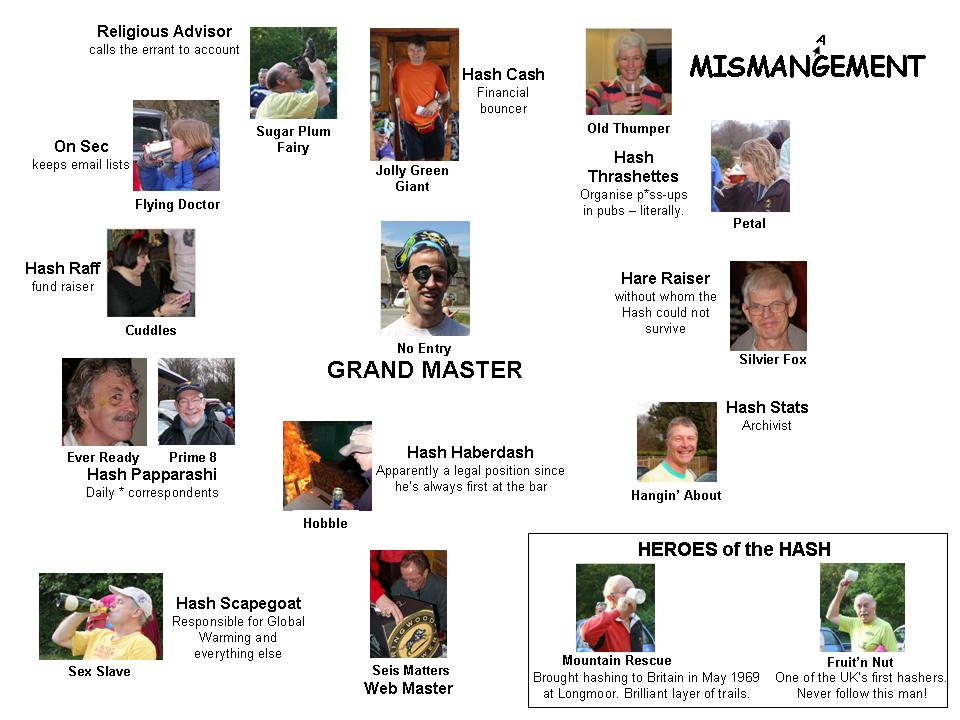 Religious Advisor
calls the errant to account
Sugar Plum
Fairy
Hash Cash
Financial
bouncer
Jolly Green
Giant
Old Thumper
A
MISMANGEMENT
On Sec
keeps email lists
Flying Doctor
Hash
Thrashettes
Organise p*ss-ups
in pubs – literally.
Petal
Hash Raff
fund raiser
Cuddles
No Entry
GRAND MASTER
Hare Raiser
without whom the
Hash could not
survive
Silvier Fox
Ever Ready
Prime 8
Hash Papparashi
Daily * correspondents
Hash Haberdash
Apparently a legal position since
he's always first at the bar
Hobble
Hash Stats
Archivist
Hangin' About
Hash Scapegoat
Responsible for Global
Warming and
everything else
Sex Slave
Seis Matters
Web Master
HEROES of the HASH
Mountain Rescue
Brought hashing to Britain in May 1969
at Longmoor. Brilliant layer of trails.
Fruit'n Nut
One of the UK's first hashers.
Never follow this man!